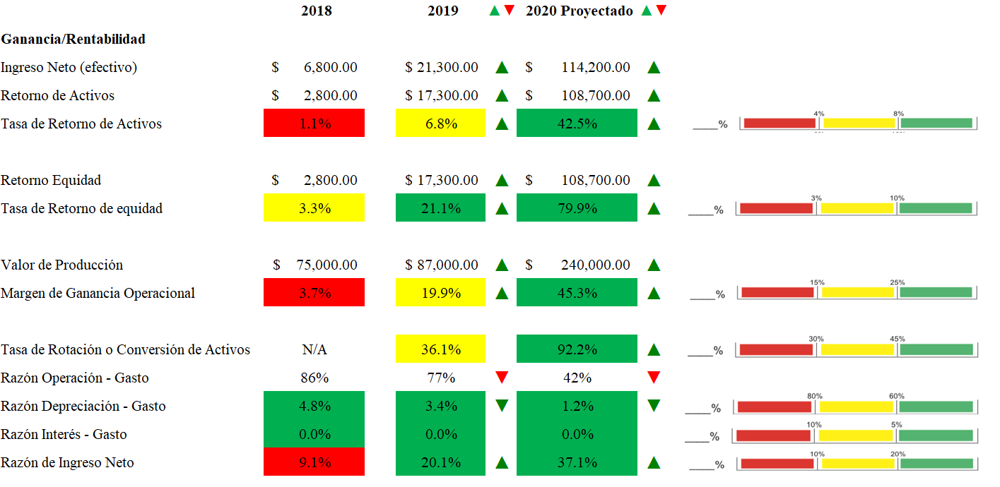 2018 2019 ▲▼ 2020 Proyectado ▲▼
Ganancia/Rentabilidad
Ingreso Neto (efectivo) $ 6,800.00 $ 21,300.00 ▲ $ 114,200.00 ▲
Retorno de Activos $ 2,800.00 $ 17,300.00 ▲ $ 108,700.00 ▲
Tasa de Retorno de Activos 1.1% 6.8% ▲ 42.5% ▲ ____% 4% 8%
Retorno Equidad $ 2,800.00 $ 17,300.00 ▲ $ 108,700.00 ▲
Tasa de Retorno de equidad 3.3% 21.1% ▲ 79.9% ▲ ____% 3% 10%
Valor de Producción $ 75,000.00 $ 87,000.00 ▲ $ 240,000.00 ▲
Margen de Ganancia Operacional 3.7% 19.9% ▲ 45.3% ▲ ____% 15% 25%
Tasa de Rotación o Conversión de Activos N/A 36.1% 92.2% ▲ ____% 30% 45%
Razón Operación - Gasto 86% 77% ▼ 42% ▼
Razón Depreciación - Gasto 4.8% 3.4% ▼ 1.2% ▼ ____% 80% 60%
Razón Interés - Gasto 0.0% 0.0% 0.0% ____% 10% 5%
Razón de Ingreso Neto 9.1% 20.1% ▲ 37.1% ▲ ____% 10% 20%